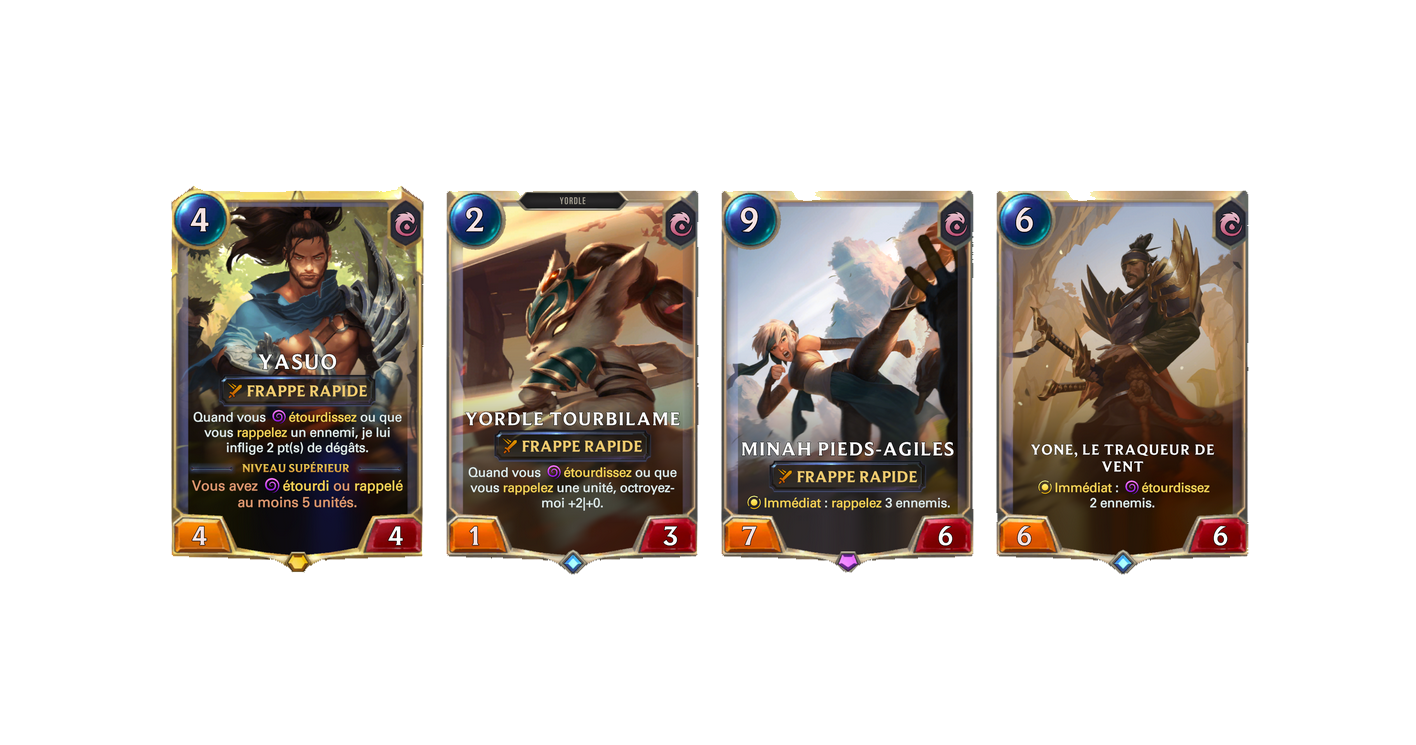 4
YASUO
FRAPPE RAPIDE
Quand vous étourdissez ou que
vous rappelez un ennemi, je lui
inflige 2 pt(s) de dégâts.
NIVEAU SUPÉRIEUR
Vous avez étourdi ou rappelé
au moins 5 unités.
4
4
2
YORDLE
YORDLE TOURBILAME
FRAPPE RAPIDE
Quand vous étourdissez ou que
vous rappelez une unité, octroyez-
moi +2|+0.
1
3
9
MINAH PIEDS-AGILES
FRAPPE RAPIDE
Immédiat : rappelez 3 ennemis.
7
6
6
YONE, LE TRAQUEUR DE
VENT
Immédiat : étourdissez
2 ennemis.
6
6